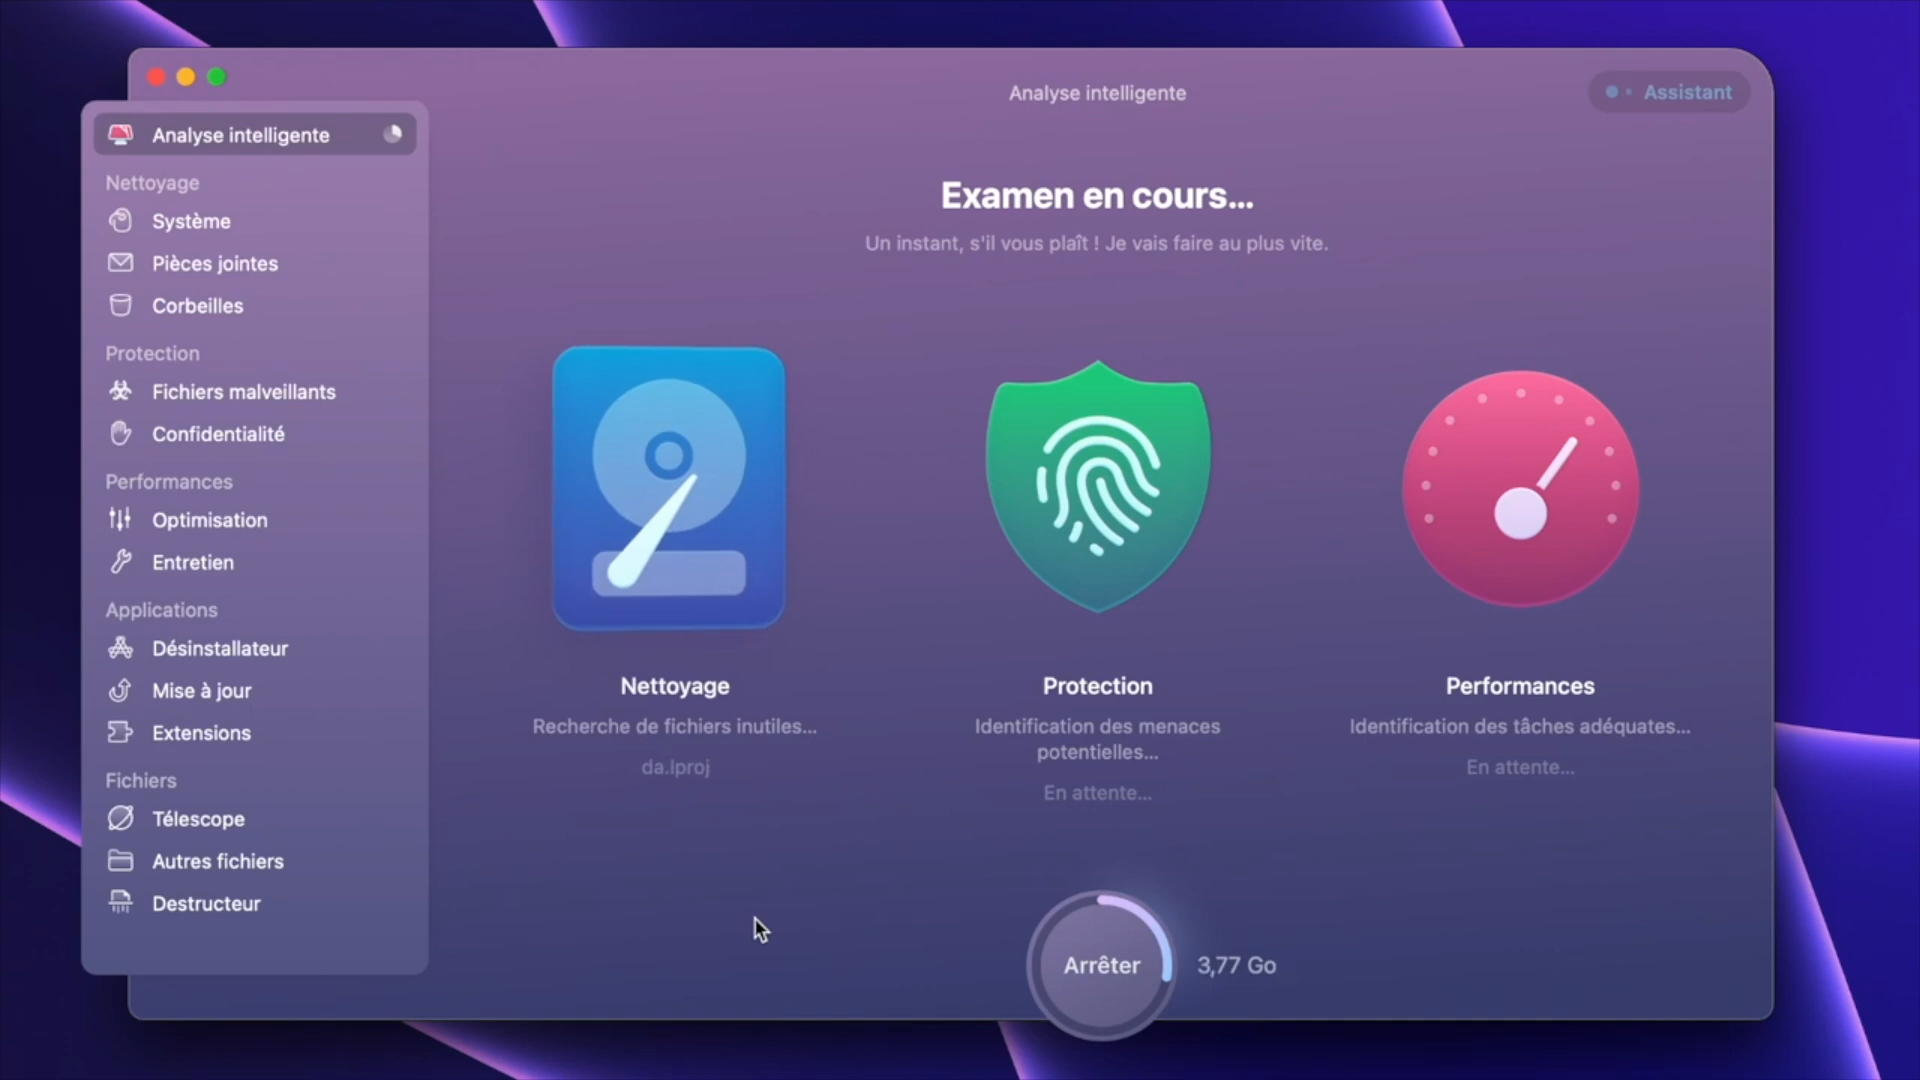 Analyse intelligente
Assistant
Analyse intelligente
Nettoyage
Système
Pièces jointes
Corbeilles
Protection
Fichiers malveillants
Confidentialité
Performances
Optimisation
Entretien
Applications
Désinstallateur
Mise à jour
Extensions
Fichiers
Télescope
Autres fichiers
Destructeur
Examen en cours...
Un instant, s'il vous plaît ! Je vais faire au plus vite.
Nettoyage
Recherche de fichiers inutiles...
da.lproj
Protection
Identification des menaces
potentielles...
En attente...
Performances
Identification des tâches adéquates...
En attente...
Arrêter
3,77 Go